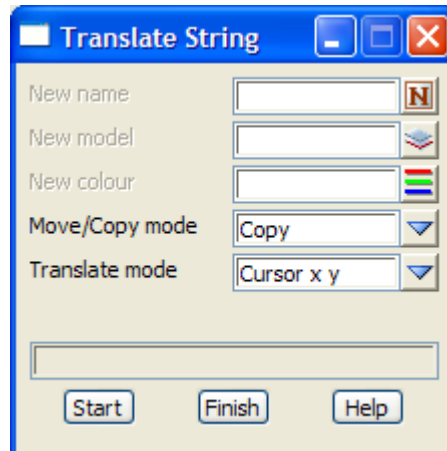 Translate String
New name
N
New model
New colour
Move/Copy mode Copy
Translate mode Cursor x y
Start Finish Help